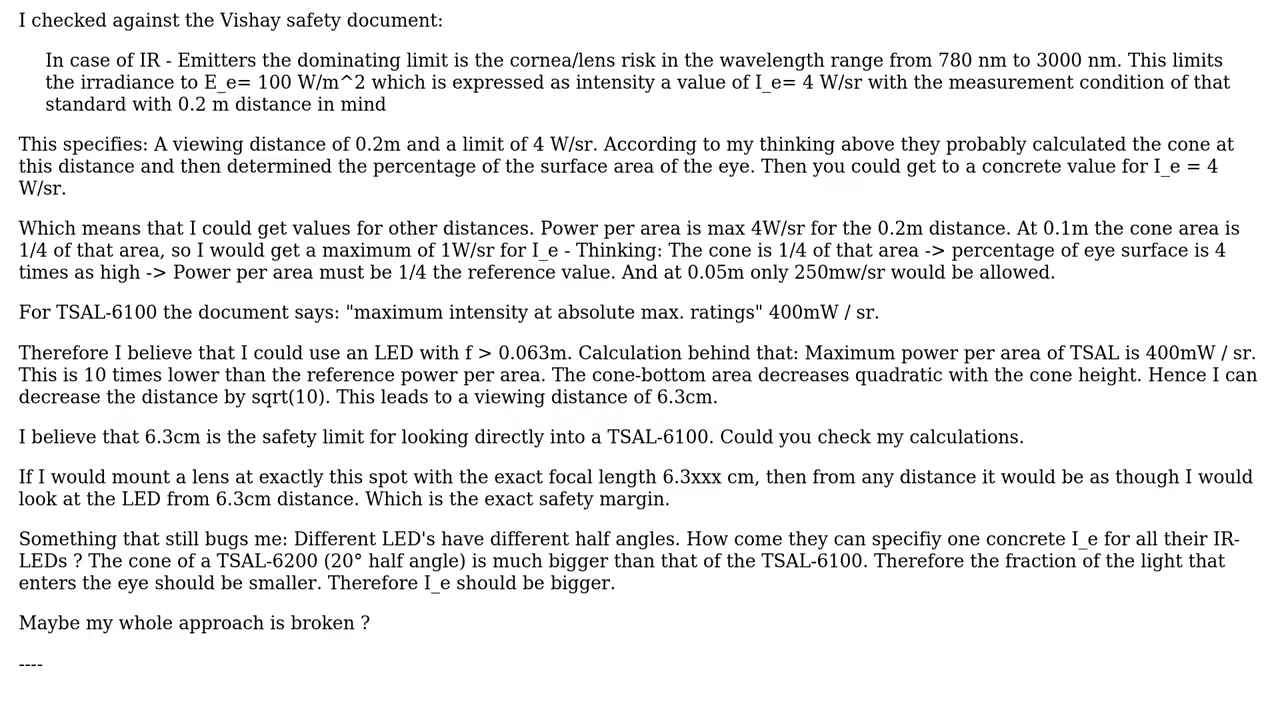 I checked against the Vishay safety document:
In case of IR - Emitters the dominating limit is the cornea/lens risk in the wavelength range from 780 nm to 3000 nm. This limits
the irradiance to E_e= 100 W/m^2 which is expressed as intensity a value of I_e= 4 W/sr with the measurement condition of that
standard with 0.2 m distance in mind
This specifies: A viewing distance of 0.2m and a limit of 4 W/sr. According to my thinking above they probably calculated the cone at
this distance and then determined the percentage of the surface area of the eye. Then you could get to a concrete value for I_e = 4
W/sr.
Which means that I could get values for other distances. Power per area is max 4W/sr for the 0.2m distance. At 0.1m the cone area is
1/4 of that area, so I would get a maximum of 1W/sr for I_e - Thinking: The cone is 1/4 of that area -> percentage of eye surface is 4
times as high -> Power per area must be 1/4 the reference value. And at 0.05m only 250mw/sr would be allowed.
For TSAL-6100 the document says: "maximum intensity at absolute max. ratings" 400mW / sr.
Therefore I believe that I could use an LED with f > 0.063m. Calculation behind that: Maximum power per area of TSAL is 400mW / sr.
This is 10 times lower than the reference power per area. The cone-bottom area decreases quadratic with the cone height. Hence I can
decrease the distance by sqrt(10). This leads to a viewing distance of 6.3cm.
I believe that 6.3cm is the safety limit for looking directly into a TSAL-6100. Could you check my calculations.
If I would mount a lens at exactly this spot with the exact focal length 6.3xxx cm, then from any distance it would be as though I would
look at the LED from 6.3cm distance. Which is the exact safety margin.
Something that still bugs me: Different LED's have different half angles. How come they can specifiy one concrete I_e for all their IR-
LEDs ? The cone of a TSAL-6200 (20° half angle) is much bigger than that of the TSAL-6100. Therefore the fraction of the light that
enters the eye should be smaller. Therefore I_e should be bigger.
Maybe my whole approach is broken ?
----